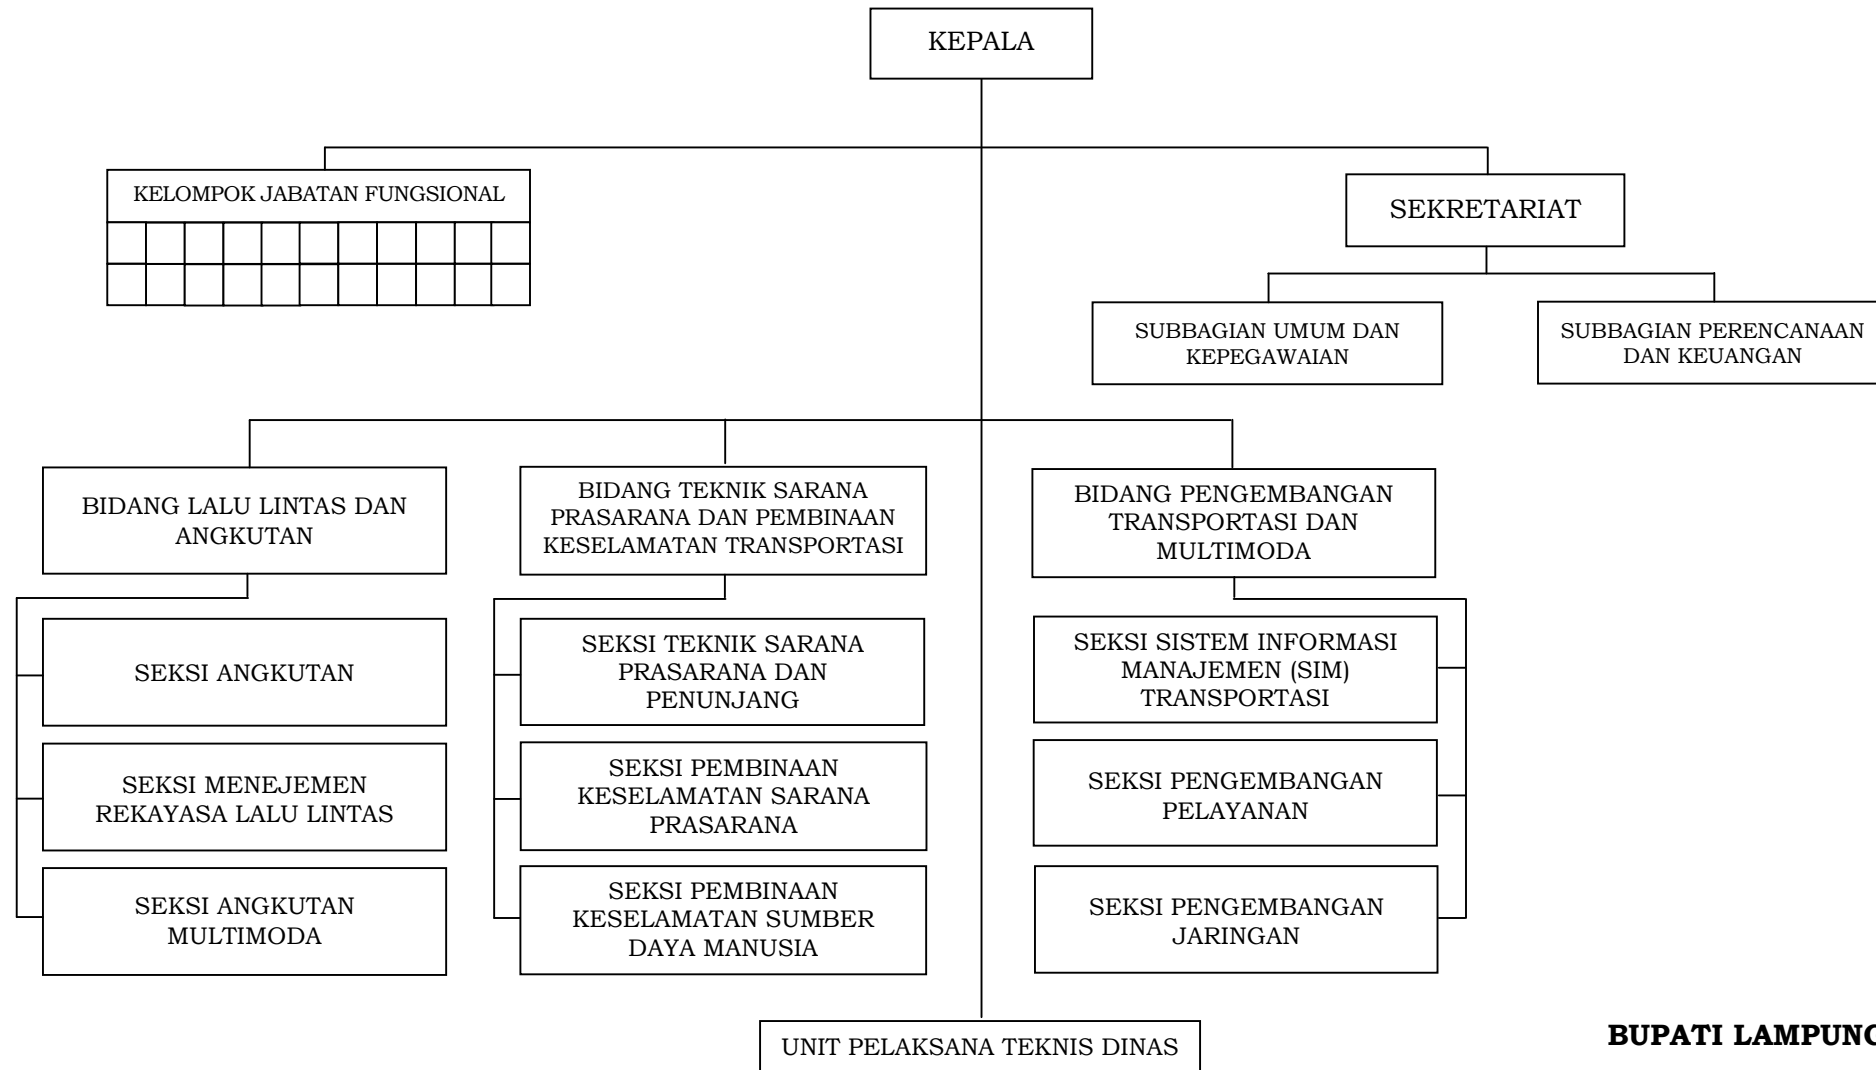 KEPALA
KELOMPOK JABATAN FUNGSIONAL
SEKRETARIAT
SUBBAGIAN UMUM DAN
KEPEGAWAIAN
SUBBAGIAN PERENCANAAN
DAN KEUANGAN
BIDANG LALU LINTAS DAN
ANGKUTAN
BIDANG TEKNIK SARANA
PRASARANA DAN PEMBINAAN
KESELAMATAN TRANSPORTASI
BIDANG PENGEMBANGAN
TRANSPORTASI DAN
MULTIMODA
SEKSI ANGKUTAN
SEKSI MENEJEMEN
REKAYASA LALU LINTAS
SEKSI ANGKUTAN
MULTIMODA
SEKSI TEKNIK SARANA
PRASARANA DAN
PENUNJANG
SEKSI PEMBINAAN
KESELAMATAN SARANA
PRASARANA
SEKSI PEMBINAAN
KESELAMATAN SUMBER
DAYA MANUSIA
SEKSI SISTEM INFORMASI
MANAJEMEN (SIM)
TRANSPORTASI
SEKSI PENGEMBANGAN
PELAYANAN
SEKSI PENGEMBANGAN
JARINGAN
UNIT PELAKSANA TEKNIS DINAS
BUPATI LAMPUNG